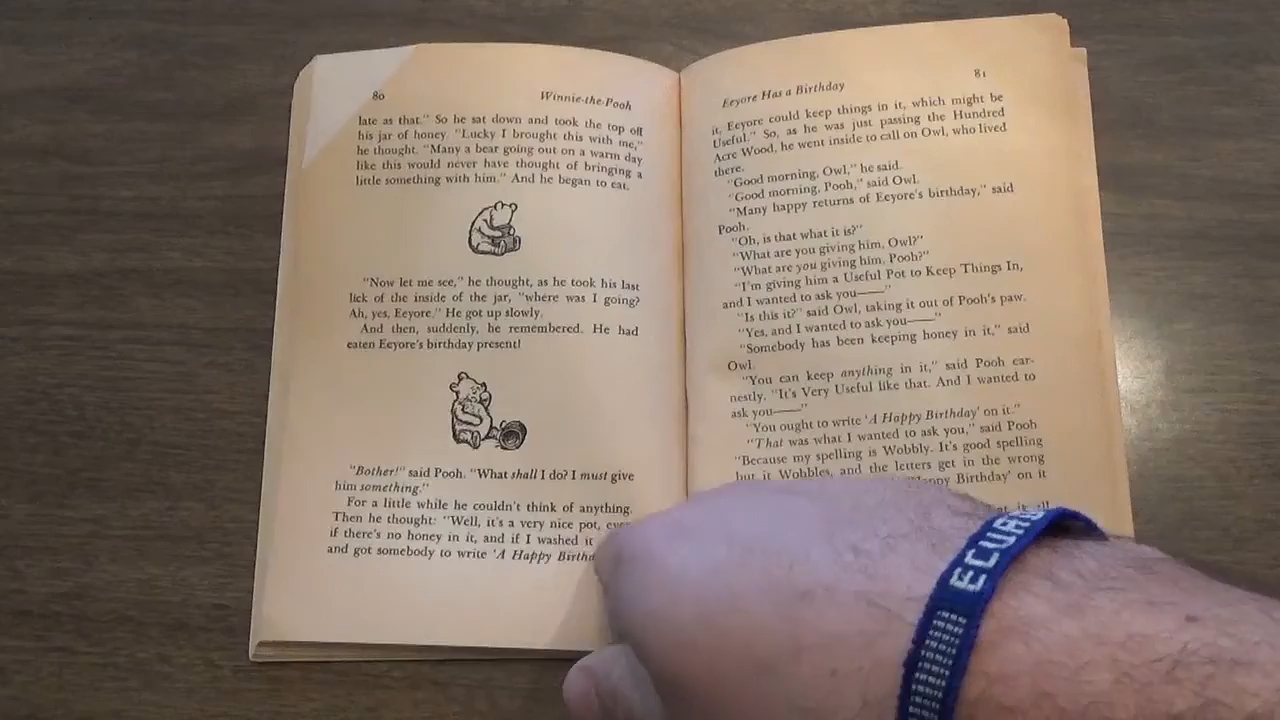 80
Winnie-the-Pooh
late as that." So he sat down and took the top off
his jar of honey. "Lucky I brought this with me,"
he thought. "Many a bear going out on a warm day
like this would never have thought of bringing a
little something with him." And he began to eat.
"Now let me see," he thought, as he took his last
lick of the inside of the jar, "where was I going?
Ah, yes, Eeyore." He got up slowly.
And then, suddenly, he remembered. He had
eaten Eeyore's birthday present!
"Bother!" said Pooh. "What shall I do? I must give
him something."
For a little while he couldn't think of anything.
Then he thought: "Well, it's a very nice pot, even
if there's no honey in it, and if I washed it
and got somebody to write 'A Happy Birthd
Eeyore Has a Birthday
81
it, Eeyore could keep things in it, which might be
Useful." So, as he was just passing the Hundred
Acre Wood, he went inside to call on Owl, who lived
there.
"Good morning, Owl," he said.
"Good morning, Pooh," said Owl.
"Many happy returns of Eeyore's birthday," said
Pooh.
"Oh, is that what it is?"
"What are you giving him, Owl?"
"What are you giving him, Pooh?"
"I'm giving him a Useful Pot to Keep Things In,
and I wanted to ask you——"
"Is this it?" said Owl, taking it out of Pooh's paw.
"Yes, and I wanted to ask you——"
"Somebody has been keeping honey in it," said
Owl.
"You can keep anything in it," said Pooh ear-
nestly. "It's Very Useful like that. And I wanted to
ask you——"
"You ought to write 'A Happy Birthday' on it."
"That was what I wanted to ask you," said Pooh
"Because my spelling is Wobbly. It's good spelling
but it Wobbles, and the letters get in the wrong
Happy Birthday' on it
it all
ECUA